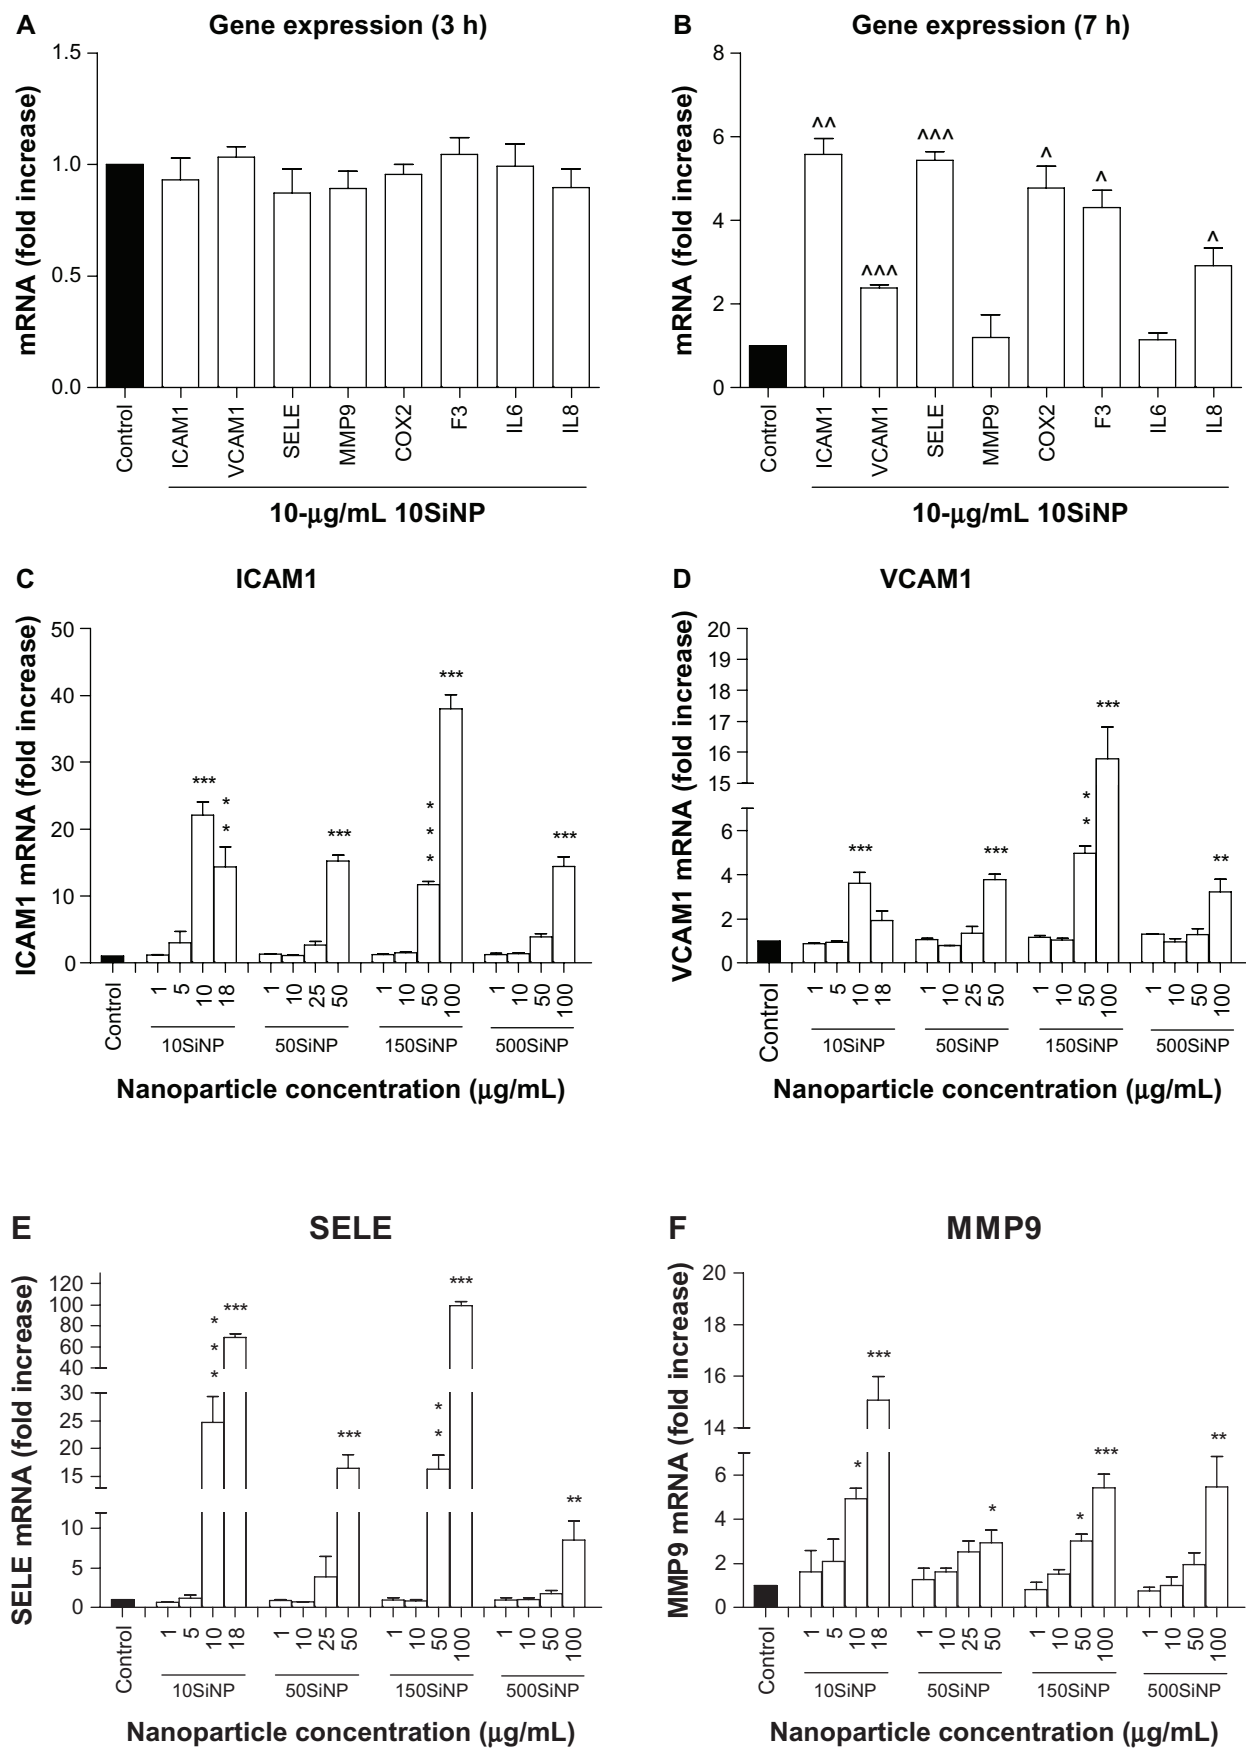 A Gene expression (3 h)
mRNA (fold increase)
1.5
1.0
0.5
0.0
Control ICAM1 VCAM1 SELE MMP9 COX2 F3 IL6 IL8
10-µg/mL 10SiNP
B Gene expression (7 h)
mRNA (fold increase)
8
6
4
2
0
^^ ^^^ ^^^ ^ ^ ^
Control ICAM1 VCAM1 SELE MMP9 COX2 F3 IL6 IL8
10-µg/mL 10SiNP
C ICAM1
ICAM1 mRNA (fold increase)
50
40
30
20
10
0
*** ** *** *** *** ***
Control 1 5 10 18 1 10 25 50 1 10 50 100 1 10 50 100
10SiNP 50SiNP 150SiNP 500SiNP
Nanoparticle concentration (µg/mL)
D VCAM1
VCAM1 mRNA (fold increase)
20
19
18
17
16
15
6
4
2
0
*** *** ** *** **
Control 1 5 10 18 1 10 25 50 1 10 50 100 1 10 50 100
10SiNP 50SiNP 150SiNP 500SiNP
Nanoparticle concentration (µg/mL)
E SELE
SELE mRNA (fold increase)
120
100
80
60
40
30
25
20
15
10
5
0
*** *** *** ** *** **
Control 1 5 10 18 1 10 25 50 1 10 50 100 1 10 50 100
10SiNP 50SiNP 150SiNP 500SiNP
Nanoparticle concentration (µg/mL)
F MMP9
MMP9 mRNA (fold increase)
20
18
16
14
6
4
2
0
* *** * * *** **
Control 1 5 10 18 1 10 25 50 1 10 50 100 1 10 50 100
10SiNP 50SiNP 150SiNP 500SiNP
Nanoparticle concentration (µg/mL)